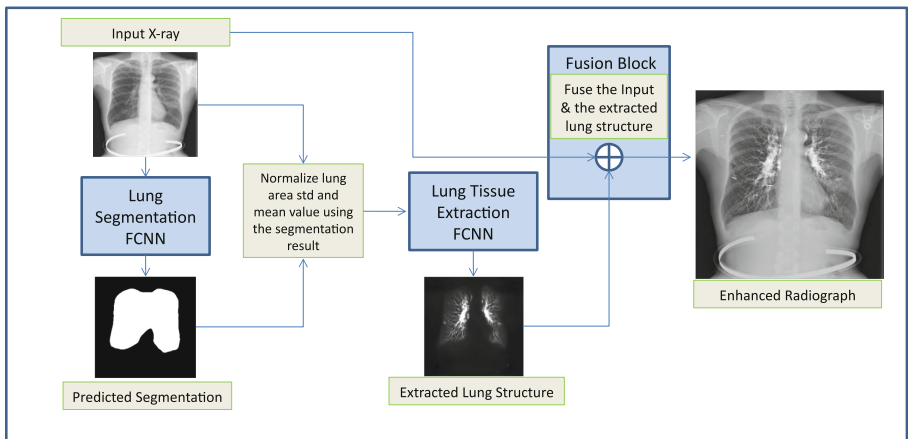 Input X-ray
Lung
Segmentation
FCNN
Predicted Segmentation
Normalize lung
area std and
mean value using
the segmentation
result
Lung Tissue
Extraction
FCNN
Extracted Lung Structure
Fusion Block
Fuse the Input
& the extracted
lung structure
Enhanced Radiograph